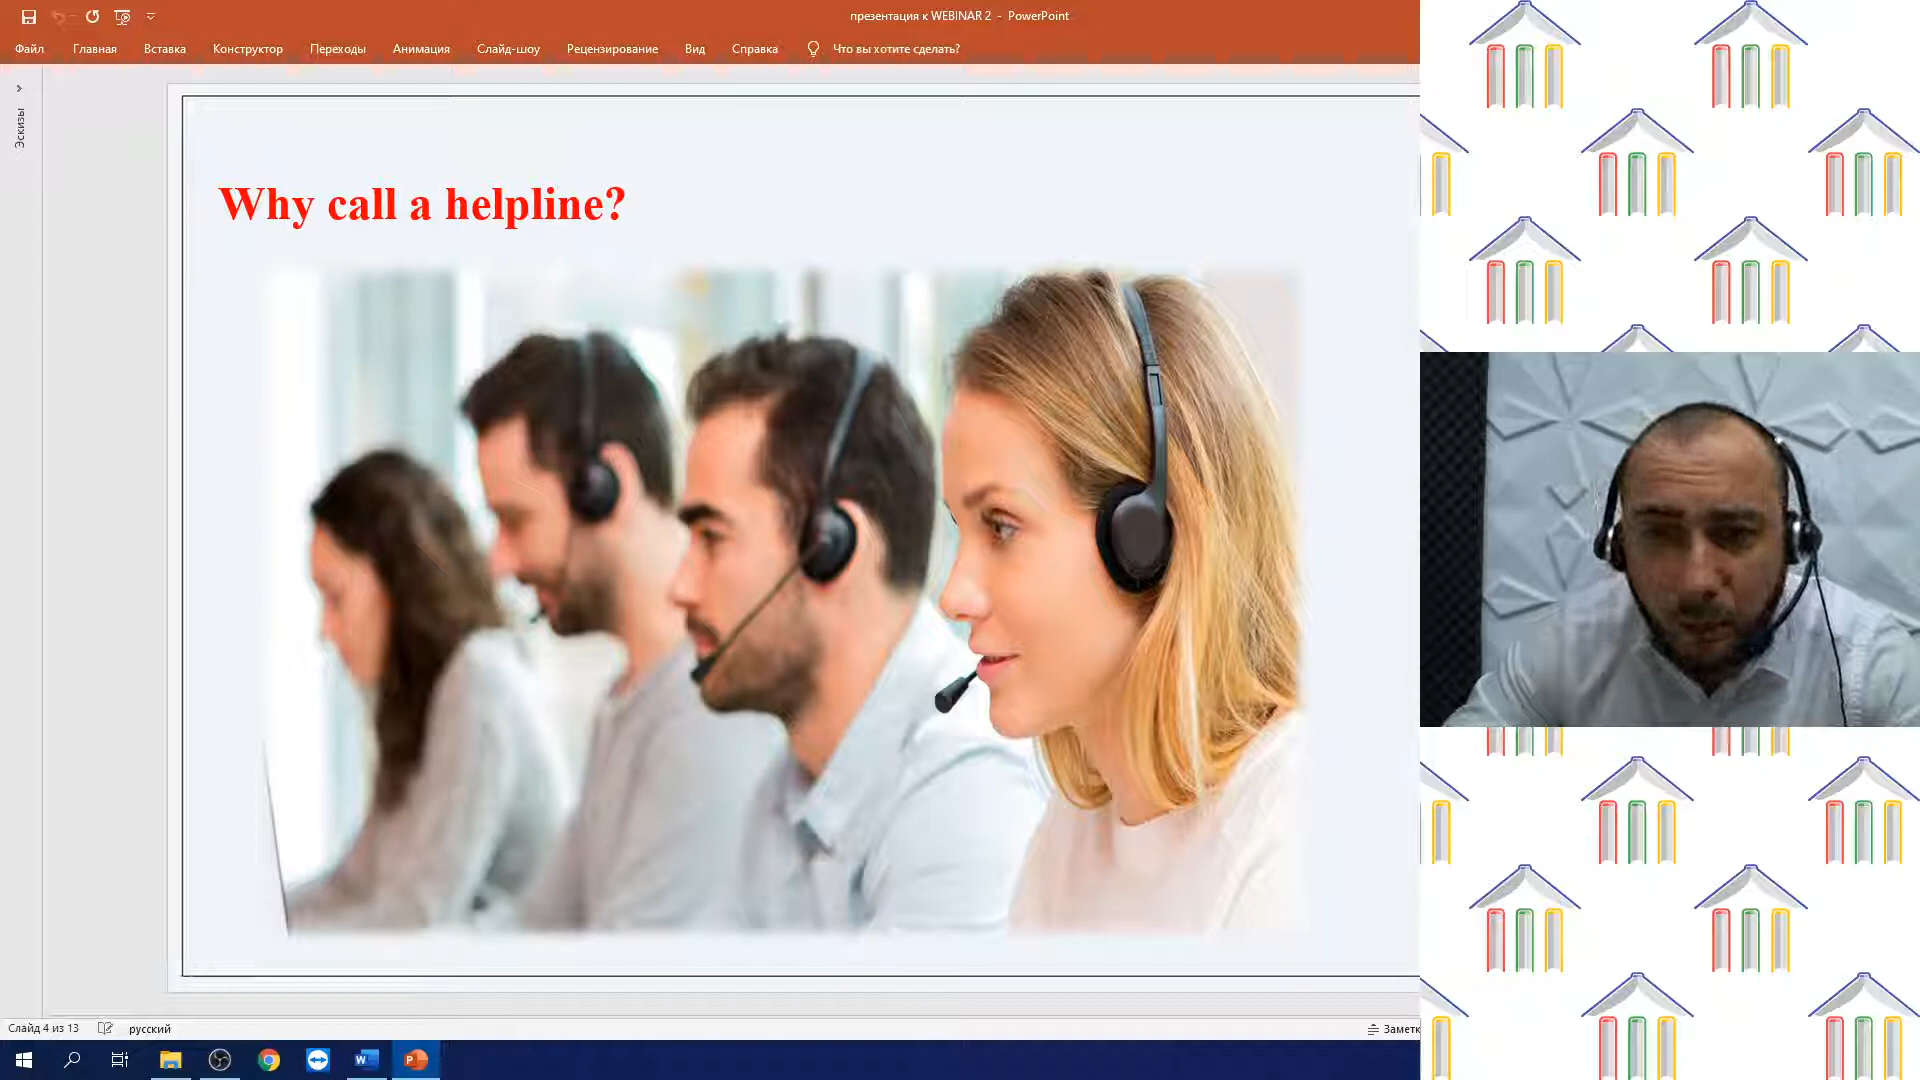 презентация к WEBINAR 2 - PowerPoint
Файл Главная Вставка Конструктор Переходы Анимация Слайд-шоу Рецензирование Вид Справка Что вы хотите сделать?
Эскизы
Why call a helpline?
Слайд 4 из 13 русский Заметк